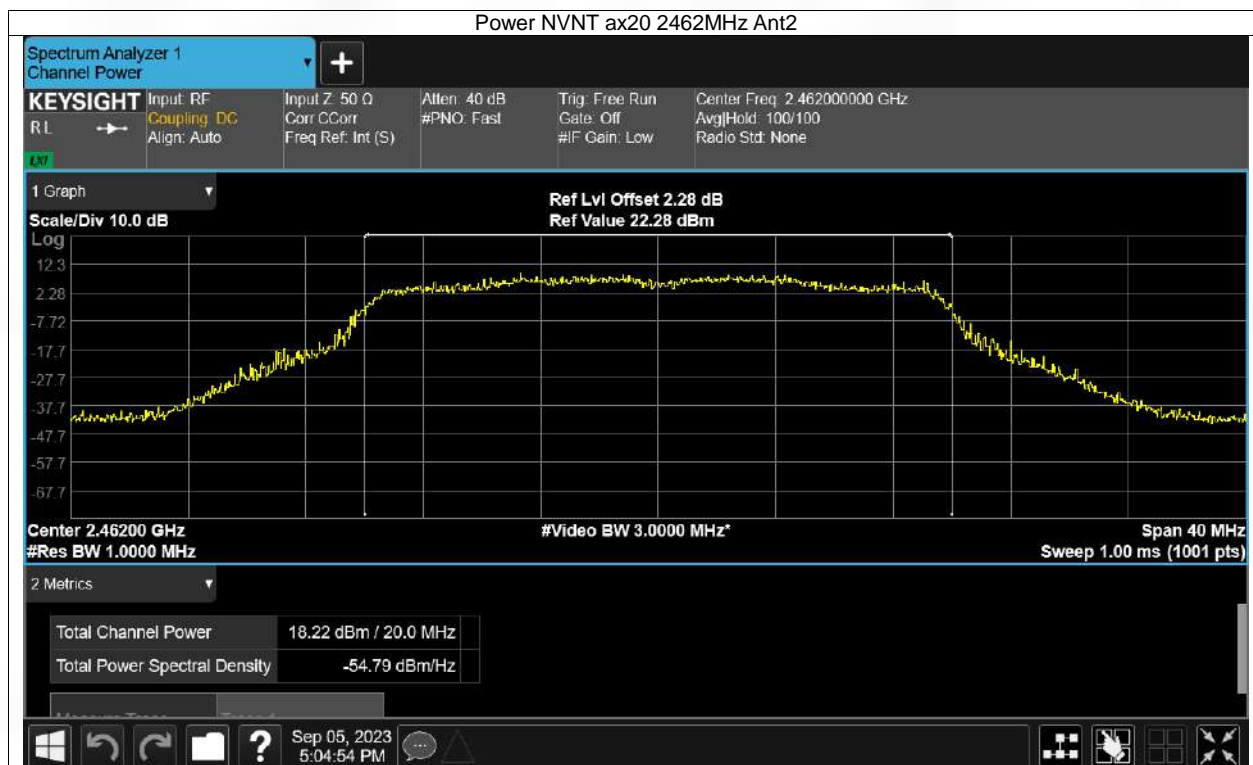 Power NVNT ax20 2462MHz Ant2
Spectrum Analyzer 1
Channel Power
KEYSIGHT
RL
LXI
Input: RF
Coupling: DC
Align: Auto
Input Z: 50 Ω
Corr CCorr
Freq Ref: Int (S)
Atten: 40 dB
#PNO: Fast
Trig: Free Run
Gate: Off
#IF Gain: Low
Center Freq: 2.462000000 GHz
Avg|Hold: 100/100
Radio Std: None
1 Graph
Scale/Div 10.0 dB
Ref Lvl Offset 2.28 dB
Ref Value 22.28 dBm
Log
12.3
2.28
-7.72
-17.7
-27.7
-37.7
-47.7
-57.7
-67.7
Center 2.46200 GHz
#Video BW 3.0000 MHz*
Span 40 MHz
#Res BW 1.0000 MHz
Sweep 1.00 ms (1001 pts)
2 Metrics
Total Channel Power 18.22 dBm / 20.0 MHz
Total Power Spectral Density -54.79 dBm/Hz
Sep 05, 2023
5:04:54 PM